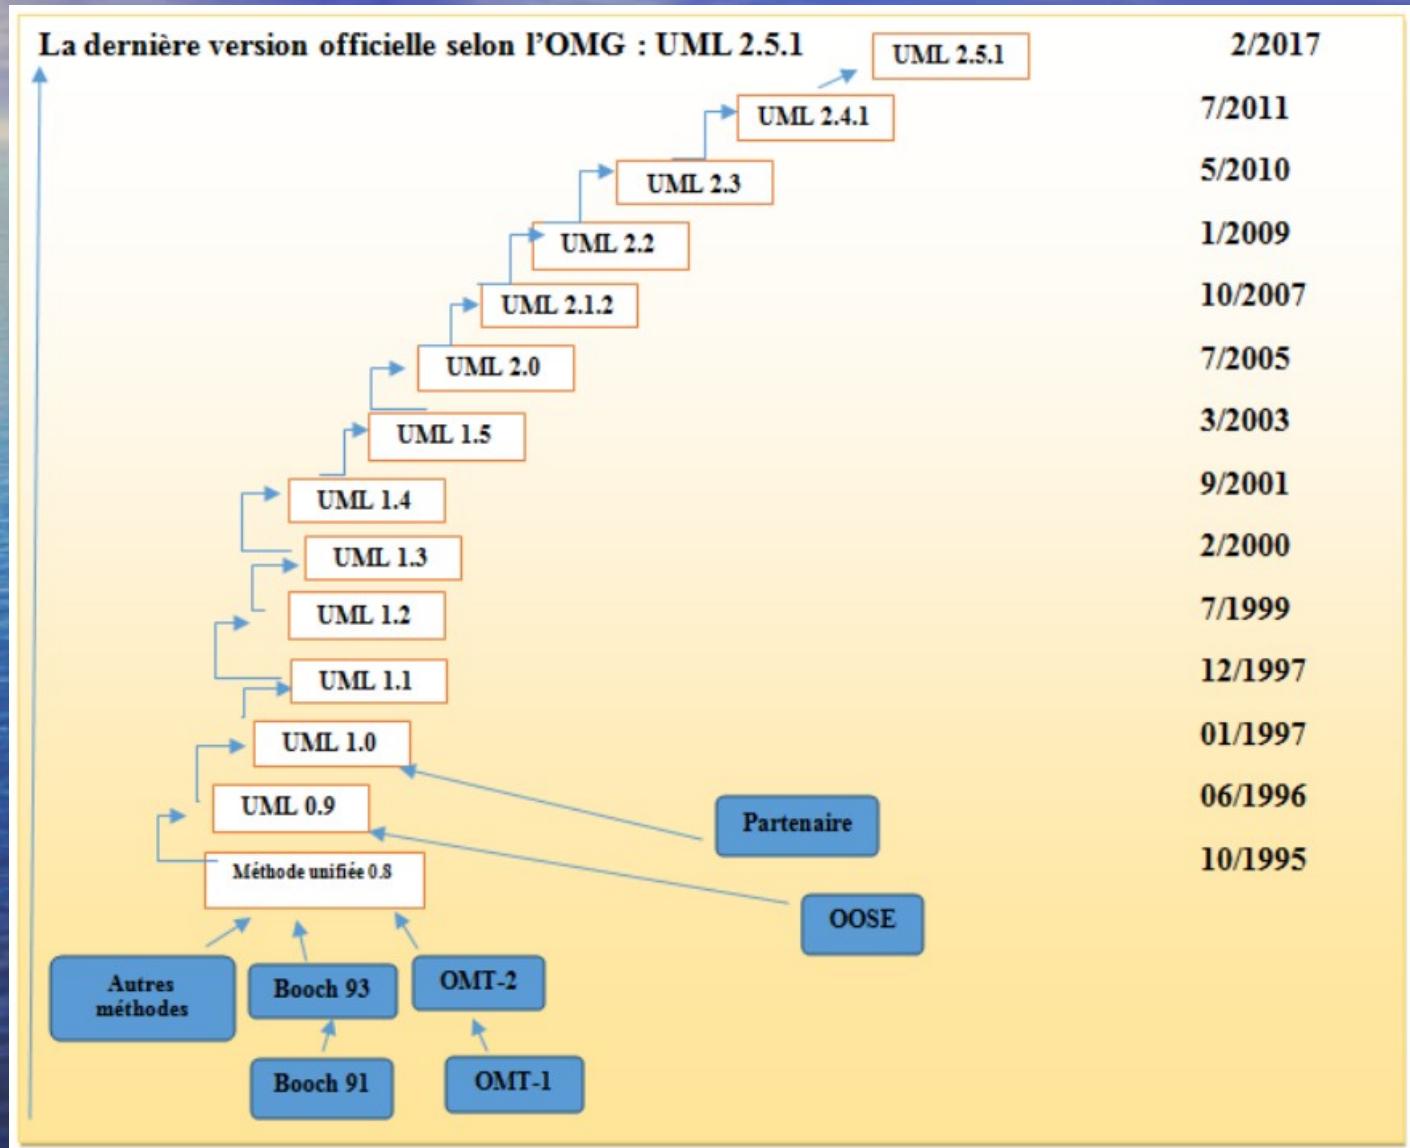 La dernière version officielle selon l'OMG : UML 2.5.1
UML 2.5.1
2/2017
UML 2.4.1
7/2011
UML 2.3
5/2010
UML 2.2
1/2009
UML 2.1.2
10/2007
UML 2.0
7/2005
UML 1.5
3/2003
UML 1.4
9/2001
UML 1.3
2/2000
UML 1.2
7/1999
UML 1.1
12/1997
UML 1.0
01/1997
UML 0.9
06/1996
Partenaire
Méthode unifiée 0.8
10/1995
OOSE
Autres
méthodes
Booch 93
OMT-2
Booch 91
OMT-1